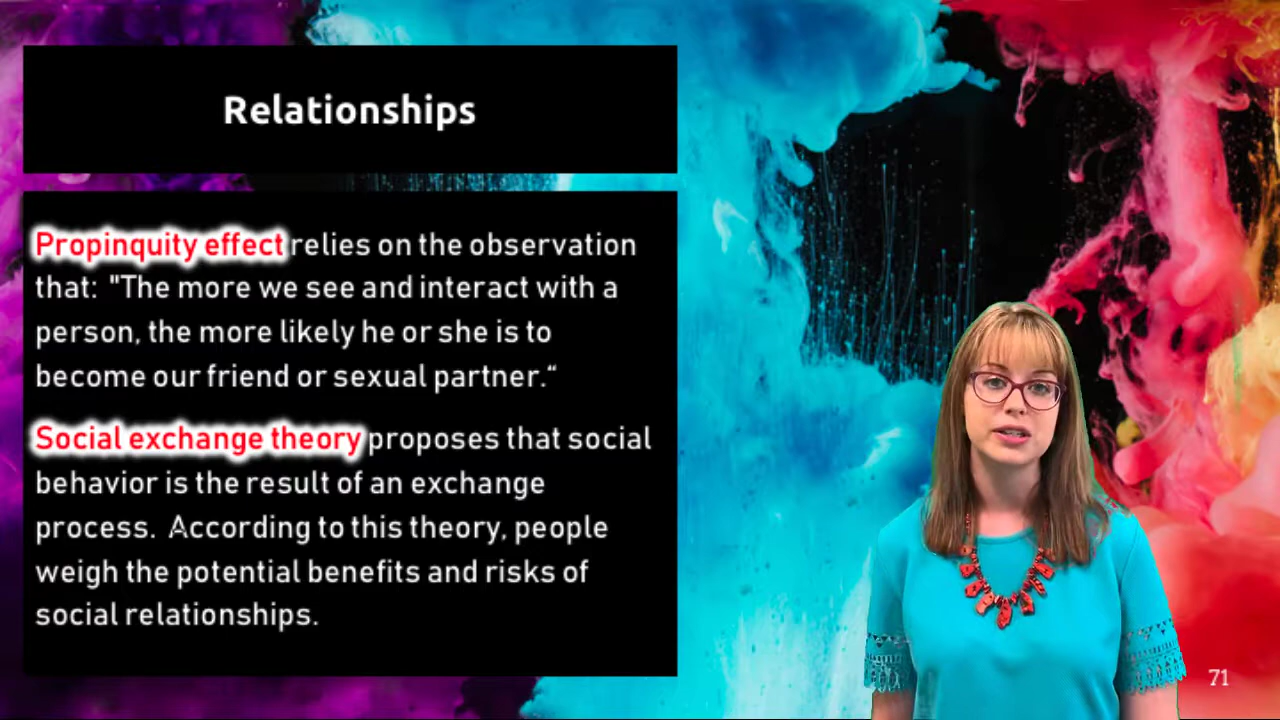 Relationships
Propinquity effect relies on the observation
that: "The more we see and interact with a
person, the more likely he or she is to
become our friend or sexual partner.“
Social exchange theory proposes that social
behavior is the result of an exchange
process. According to this theory, people
weigh the potential benefits and risks of
social relationships.
71